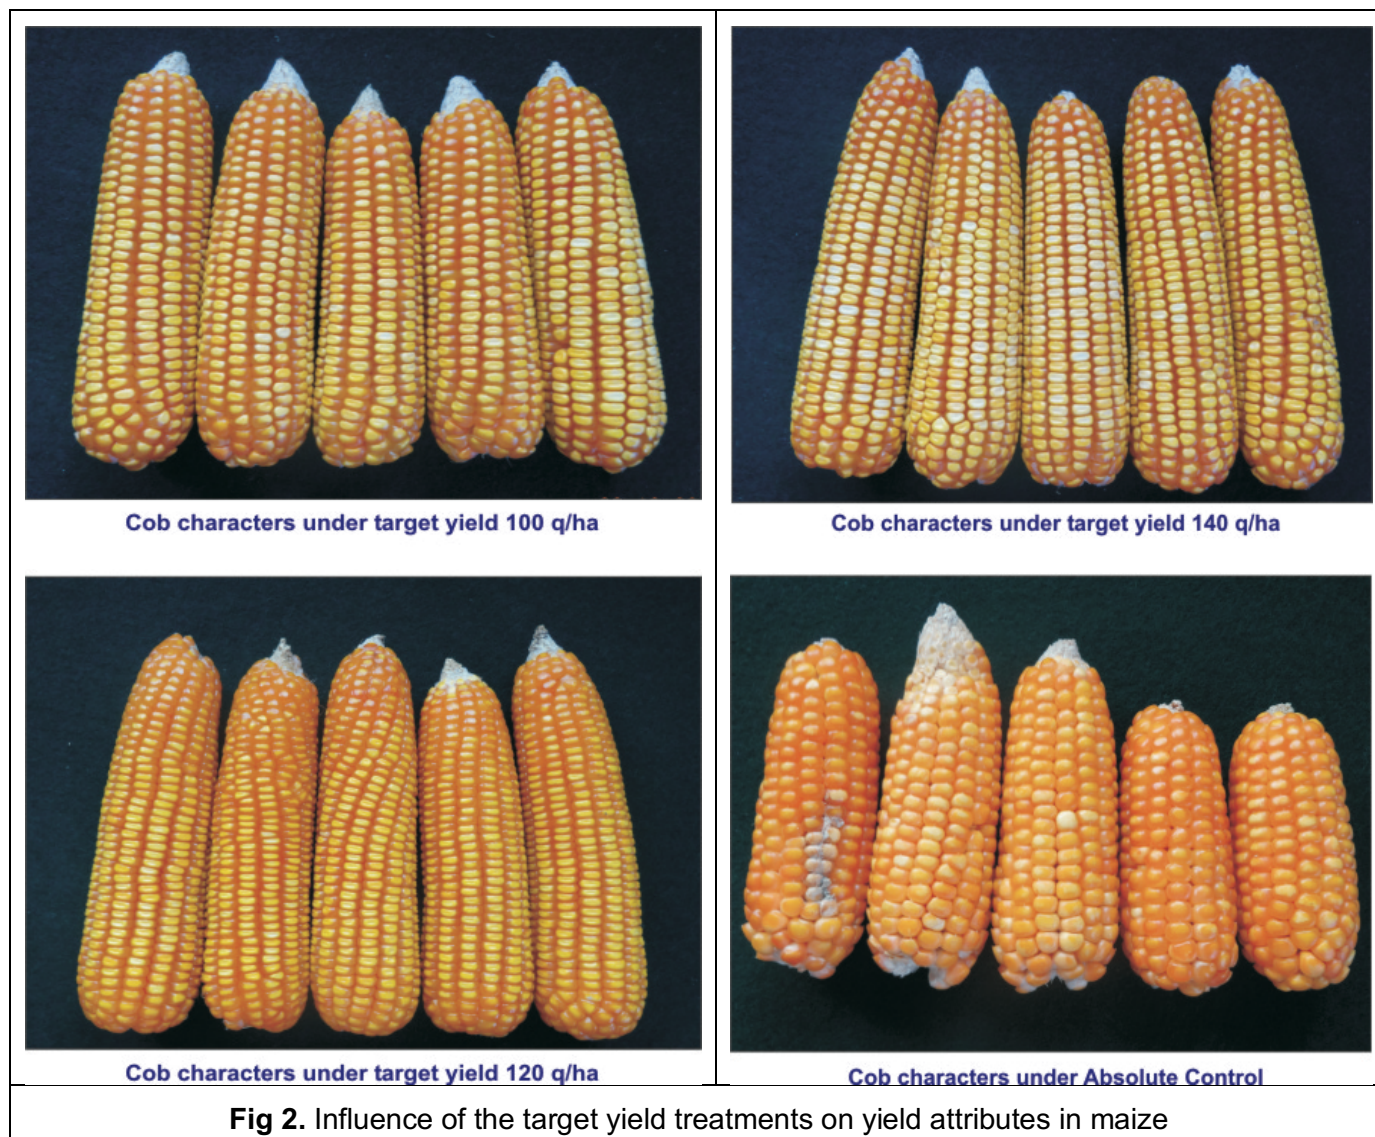 Cob characters under target yield 100 q/ha
Cob characters under target yield 140 q/ha
Cob characters under target yield 120 q/ha
Cob characters under Absolute Control
Fig 2. Influence of the target yield treatments on yield attributes in maize